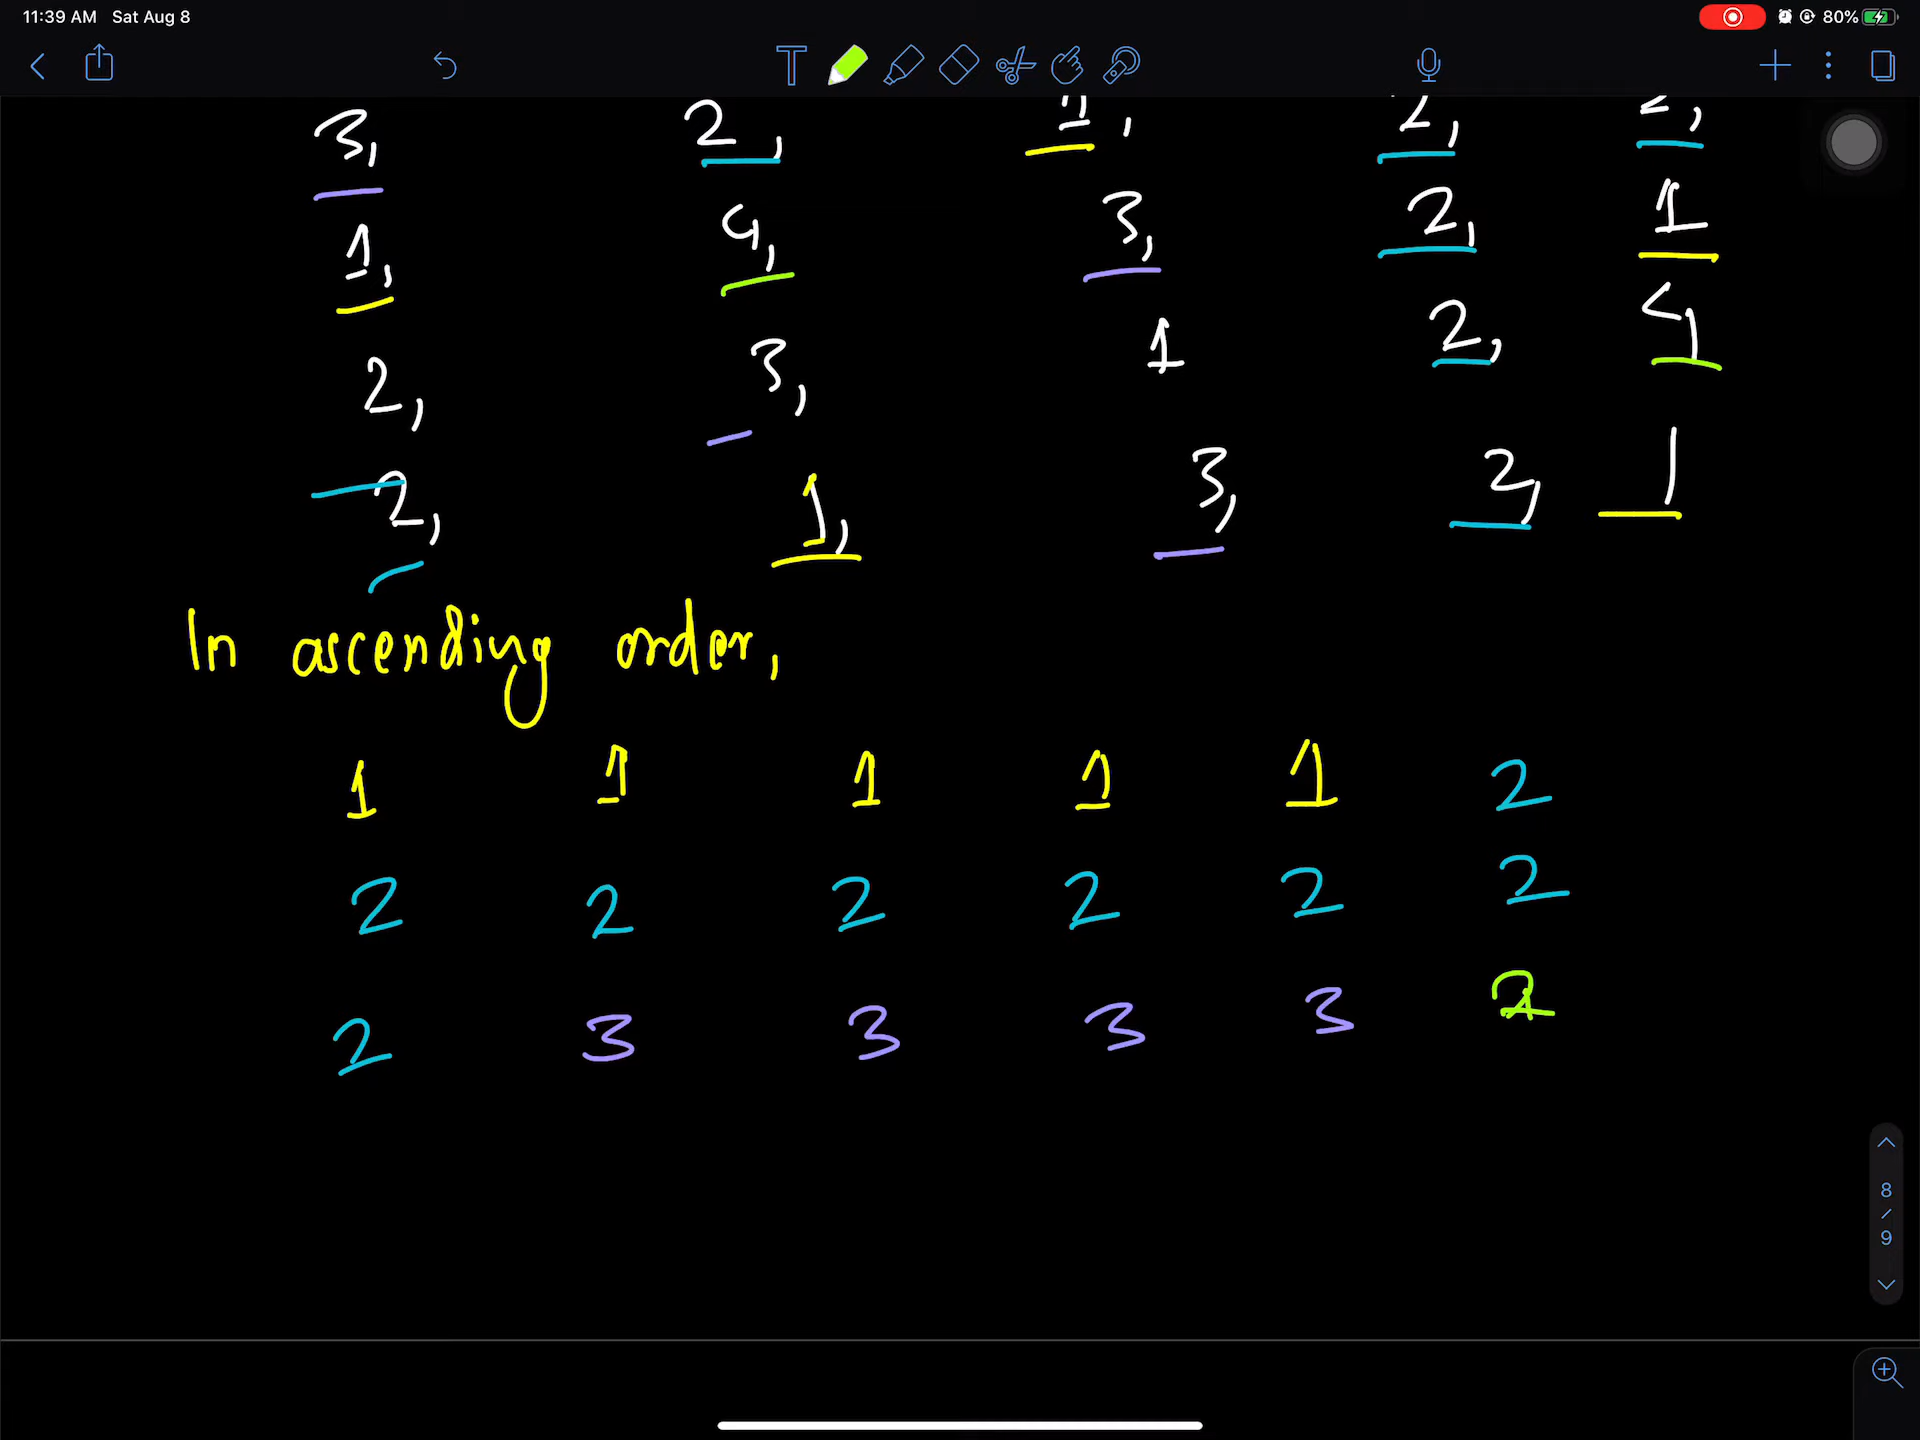 11:39 AM Sat Aug 8 80%
T
3, 2, 1, 2, 2,
1, 4, 3, 2, 1
2, 3, 1 2, 4
2, 1, 3, 2, 1
In ascending order,
1 1 1 1 1 2
2 2 2 2 2 2
2 3 3 3 3
8
/
9